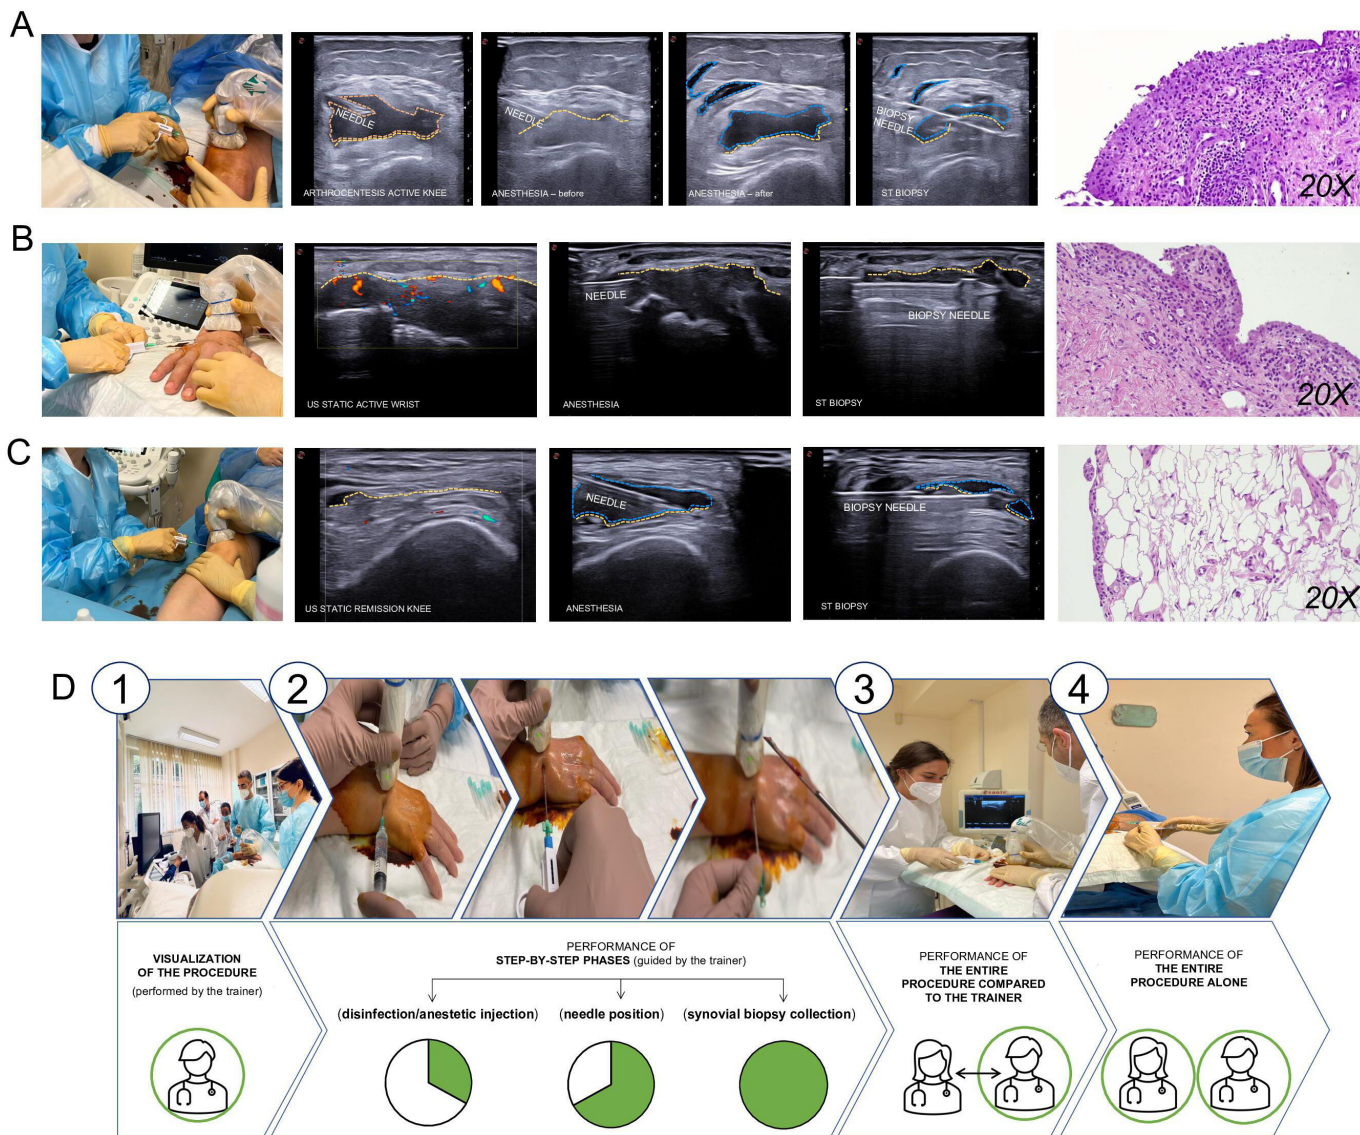 A
NEEDLE
ARTHROCENTESIS ACTIVE KNEE
NEEDLE
ANESTHESIA – before
ANESTHESIA – after
BIOPSY
NEEDLE
ST BIOPSY
20X
B
US STATIC ACTIVE WRIST
NEEDLE
ANESTHESIA
BIOPSY NEEDLE
ST BIOPSY
20X
C
US STATIC REMISSION KNEE
NEEDLE
ANESTHESIA
BIOPSY NEEDLE
ST BIOPSY
20X
D
1
2
3
4
VISUALIZATION
OF THE PROCEDURE
(performed by the trainer)
PERFORMANCE OF
STEP-BY-STEP PHASES (guided by the trainer)
(disinfection/anestetic injection)
(needle position)
(synovial biopsy collection)
PERFORMANCE OF
THE ENTIRE
PROCEDURE COMPARED
TO THE TRAINER
PERFORMANCE OF
THE ENTIRE
PROCEDURE ALONE